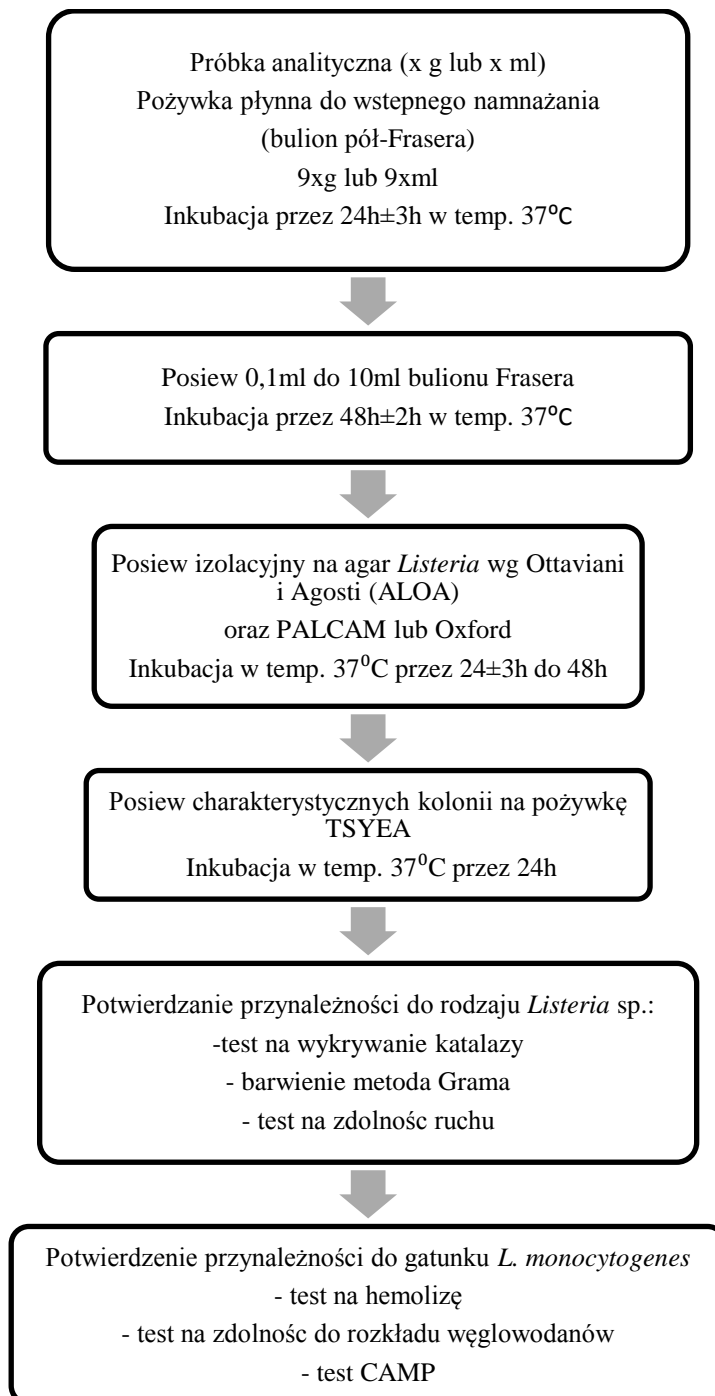 Próbka analityczna (x g lub x ml)
Pożywka płynna do wstepnego namnażania
(bulion pół-Frasera)
9xg lub 9xml
Inkubacja przez 24h±3h w temp. 37⁰C
Posiew 0,1ml do 10ml bulionu Frasera
Inkubacja przez 48h±2h w temp. 37⁰C
Posiew izolacyjny na agar Listeria wg Ottaviani
i Agosti (ALOA)
oraz PALCAM lub Oxford
Inkubacja w temp. 37⁰C przez 24±3h do 48h
Posiew charakterystycznych kolonii na pożywkę
TSYEA
Inkubacja w temp. 37⁰C przez 24h
Potwierdzanie przynależności do rodzaju Listeria sp.:
-test na wykrywanie katalazy
- barwienie metoda Grama
- test na zdolnośc ruchu
Potwierdzenie przynależności do gatunku L. monocytogenes
- test na hemolizę
- test na zdolnośc do rozkładu węglowodanów
- test CAMP